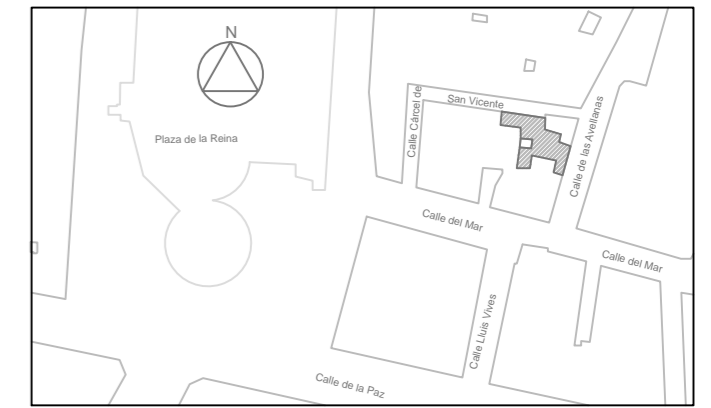 N
San Vicente
Calle Cárcel de
Plaza de la Reina
Calle de las Avellanas
Calle del Mar
Calle del Mar
Calle Lluis Vives
Calle de la Paz